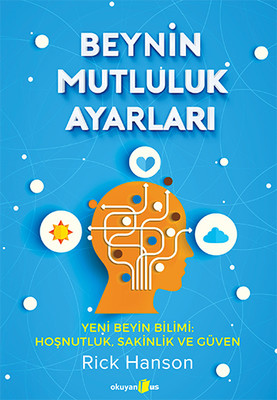 BEYNİN
MUTLULUK
AYARLARI
YENİ BEYİN BİLİMİ:
HOŞNUTLUK, SAKİNLİK VE GÜVEN
Rick Hanson
okuyan us